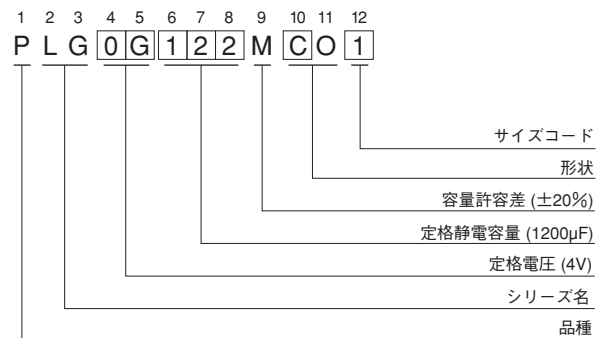 1 2 3 4 5 6 7 8 9 10 11 12
P L G 0 G 1 2 2 M C O 1
サイズコード
形状
容量許容差 (±20%)
定格静電容量 (1200µF)
定格電圧 (4V)
シリーズ名
品種